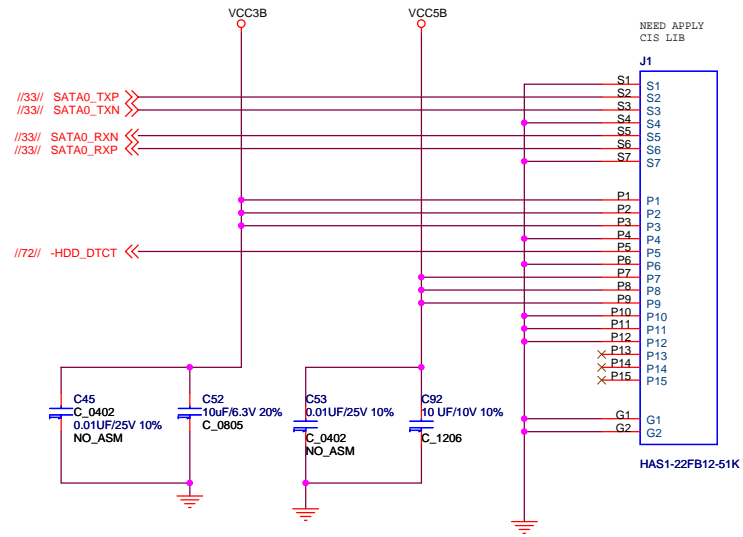 VCC3B
VCC5B
NEED APPLY
CIS LIB
J1
S1 S1
//33// SATA0_TXP S2 S2
//33// SATA0_TXN S3 S3
S4 S4
//33// SATA0_RXN S5 S5
//33// SATA0_RXP S6 S6
S7 S7
P1 P1
P2 P2
P3 P3
P4 P4
//72// -HDD_DTCT P5 P5
P6 P6
P7 P7
P8 P8
P9 P9
P10 P10
P11 P11
P12 P12
P13 P13
P14 P14
P15 P15
G1 G1
G2 G2
HAS1-22FB12-51K
C45
C_0402
0.01UF/25V 10%
NO_ASM
C52
10uF/6.3V 20%
C_0805
C53
0.01UF/25V 10%
C_0402
NO_ASM
C92
10 UF/10V 10%
C_1206